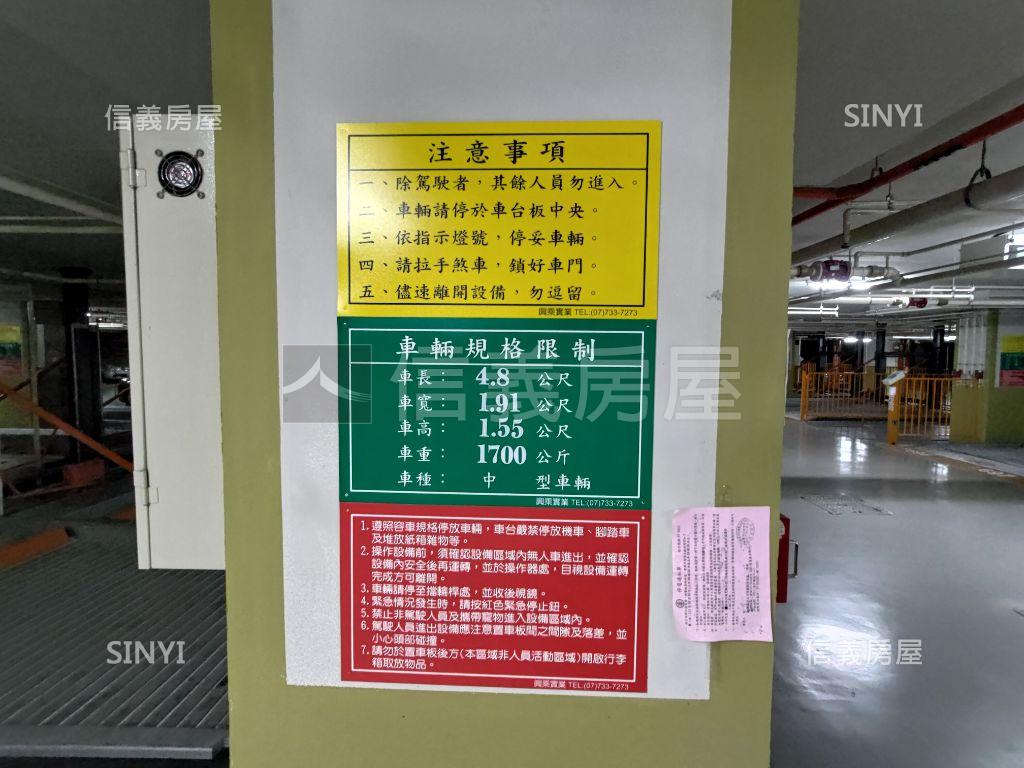 信義房屋
SINYI
注意事項
一、除駕駛者，其餘人員勿進入。
二、車輛請停於車台板中央。
三、依指示燈號，停妥車輛。
四、請拉手煞車，鎖好車門。
五、儘速離開設備，勿逗留。
興乘實業 TEL:(07)733-7273
車輛規格限制
車長： 4.8 公尺
車寬： 1.91 公尺
車高： 1.55 公尺
車重： 1700 公斤
車種： 中 型車輛
興乘實業 TEL:(07)733-7273
信義房屋
1. 遵照容車規格停放車輛，車台嚴禁停放機車、腳踏車
及堆放紙箱雜物等。
2. 操作設備前，須確認設備區域內無人車進出，並確認
設備內安全後再運轉，並於操作器處，目視設備運轉
完成方可離開。
3. 車輛請停至擋輪桿處，並收後視鏡。
4. 緊急情況發生時，請按紅色緊急停止鈕。
5. 禁止非駕駛人員及攜帶寵物進入設備區域內。
6. 駕駛人員進出設備應注意置車板間之間隙及落差，並
小心頭部碰撞。
7. 請勿於置車板後方(本區域非人員活動區域)開啟行李
箱取放物品。
興乘實業 TEL:(07)733-7273
SINYI
信義房屋